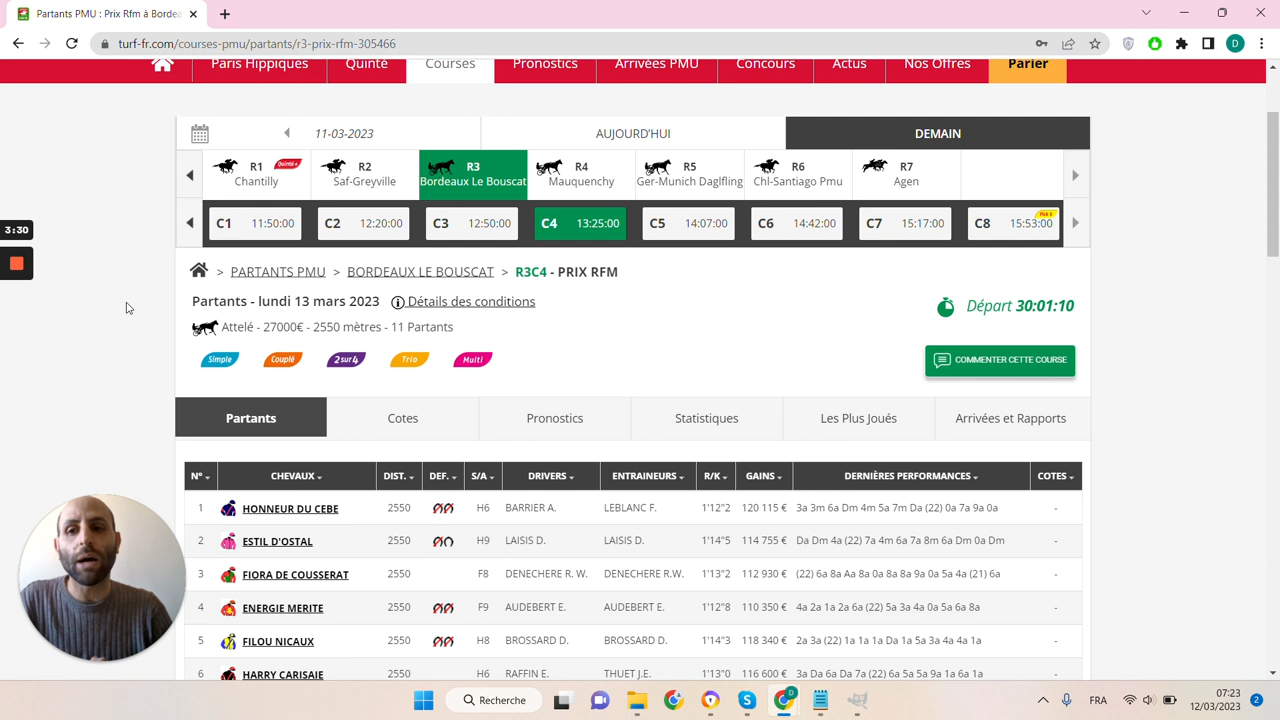 Partants PMU : Prix Rfm à Bordea
turf-fr.com/courses-pmu/partants/r3-prix-rfm-305466
D
Paris Hippiques Quinté Courses Pronostics Arrivées PMU Concours Actus Nos Offres Parier
11-03-2023 AUJOURD'HUI DEMAIN
R1 Quinté+ R2 R3 R4 R5 R6 R7
Chantilly Saf-Greyville Bordeaux Le Bouscat Mauquenchy Ger-Munich Daglfling Chl-Santiago Pmu Agen
C1 11:50:00 C2 12:20:00 C3 12:50:00 C4 13:25:00 C5 14:07:00 C6 14:42:00 C7 15:17:00 C8 15:53:00 Pick 5
3:30
> PARTANTS PMU > BORDEAUX LE BOUSCAT > R3C4 - PRIX RFM
Partants - lundi 13 mars 2023 Détails des conditions
Départ 30:01:10
Attelé - 27000€ - 2550 mètres - 11 Partants
Simple Couplé 2sur4 Trio Multi
COMMENTER CETTE COURSE
Partants Cotes Pronostics Statistiques Les Plus Joués Arrivées et Rapports
N° CHEVAUX DIST. DEF. S/A DRIVERS ENTRAINEURS R/K GAINS DERNIÈRES PERFORMANCES COTES
1 HONNEUR DU CEBE 2550 H6 BARRIER A. LEBLANC F. 1'12"2 120 115 € 3a 3m 6a Dm 4m 5a 7m Da (22) 0a 7a 9a 0a -
2 ESTIL D'OSTAL 2550 H9 LAISIS D. LAISIS D. 1'14"5 114 755 € Da Dm 4a (22) 7a 4m 6a 7a 8m 6a Dm 0a Dm -
3 FIORA DE COUSSERAT 2550 F8 DENECHERE R. W. DENECHERE R.W. 1'13"2 112 930 € (22) 6a 8a Aa 8a 0a 8a 8a 9a 0a 5a 4a (21) 6a -
4 ENERGIE MERITE 2550 F9 AUDEBERT E. AUDEBERT E. 1'12"8 110 350 € 4a 2a 1a 2a 6a (22) 5a 3a 4a 0a 5a 6a 8a -
5 FILOU NICAUX 2550 H8 BROSSARD D. BROSSARD D. 1'14"3 118 340 € 2a 3a (22) 1a 1a 1a Da 1a 5a 3a 4a 4a 1a -
6 HARRY CARISAIE 2550 H6 RAFFIN E. THUET J.E. 1'13"0 116 600 € 3a Da 6a Da 7a (22) 6a 5a 5a 9a 1a 6a 1a -
Recherche
D
FRA
07:23
12/03/2023
2